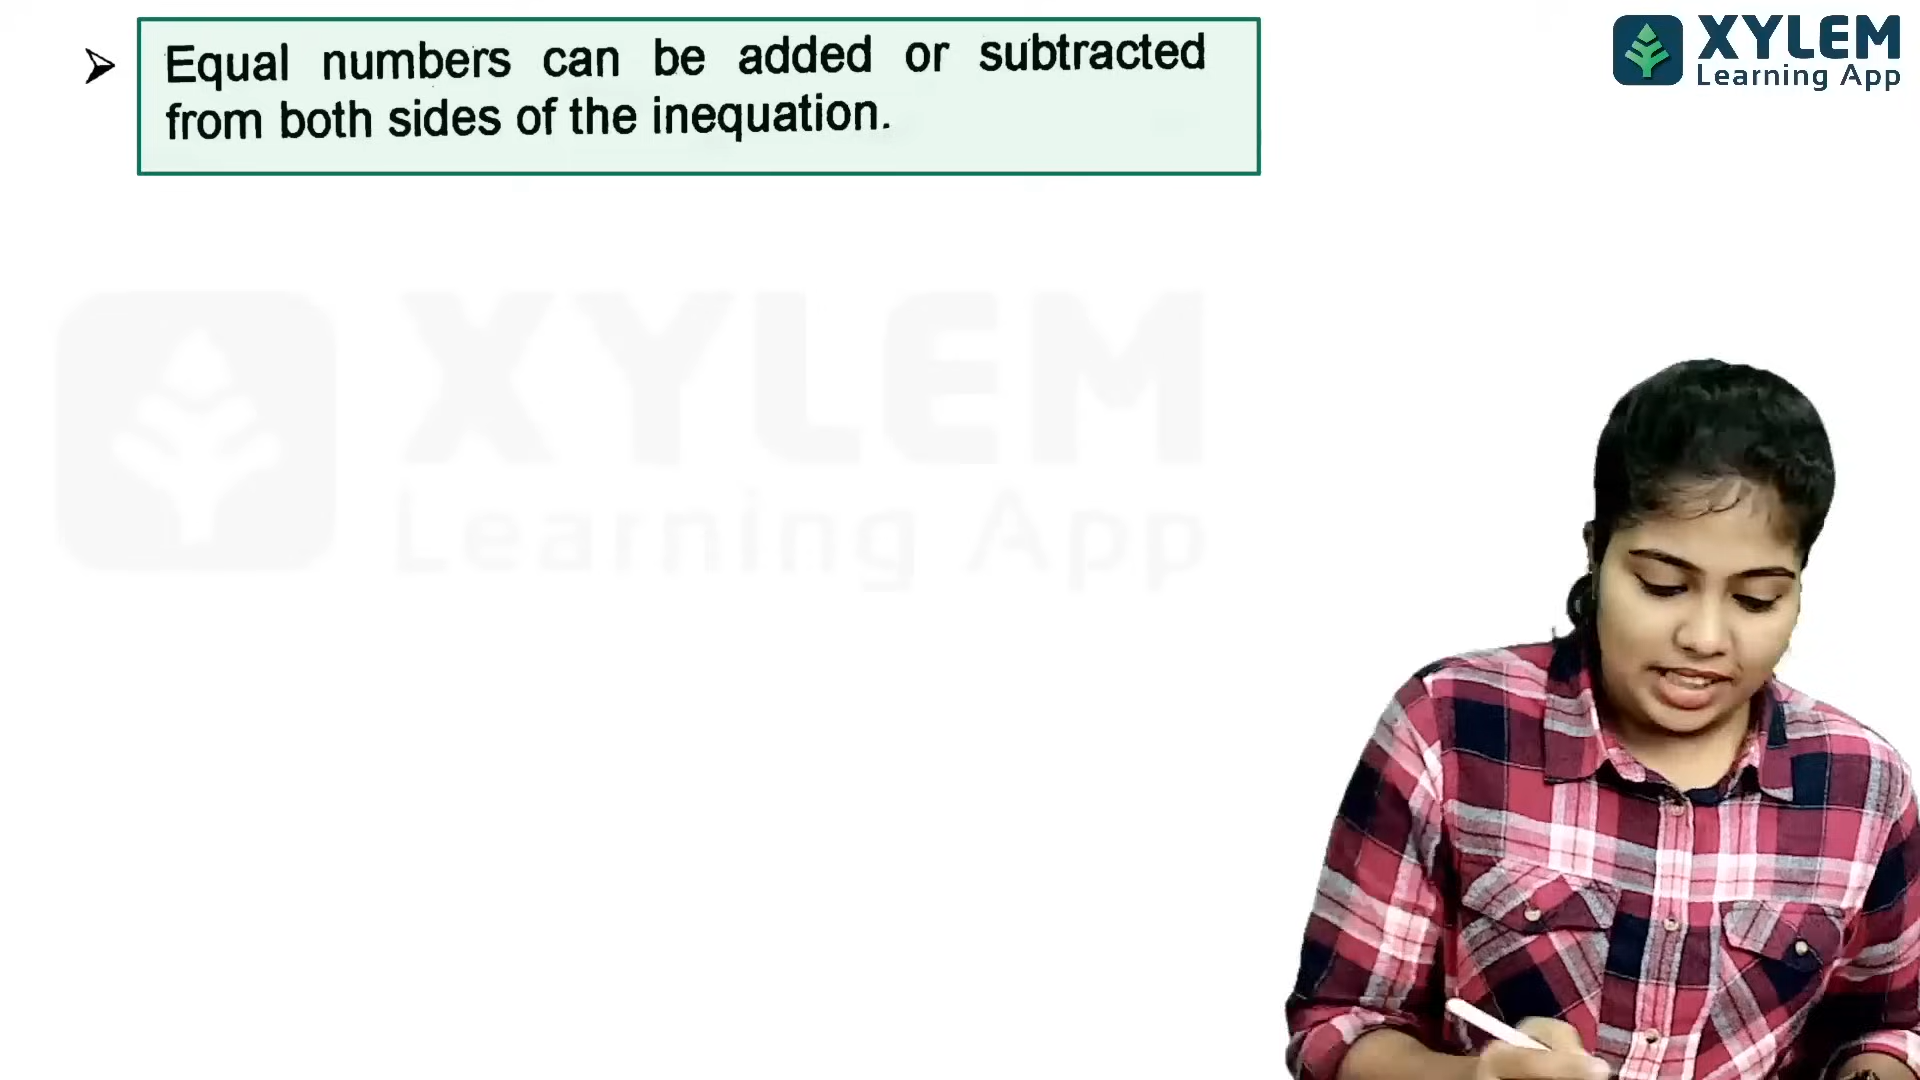 XYLEM
Learning App
➢ Equal numbers can be added or subtracted
from both sides of the inequation.
XYLEM
Learning App